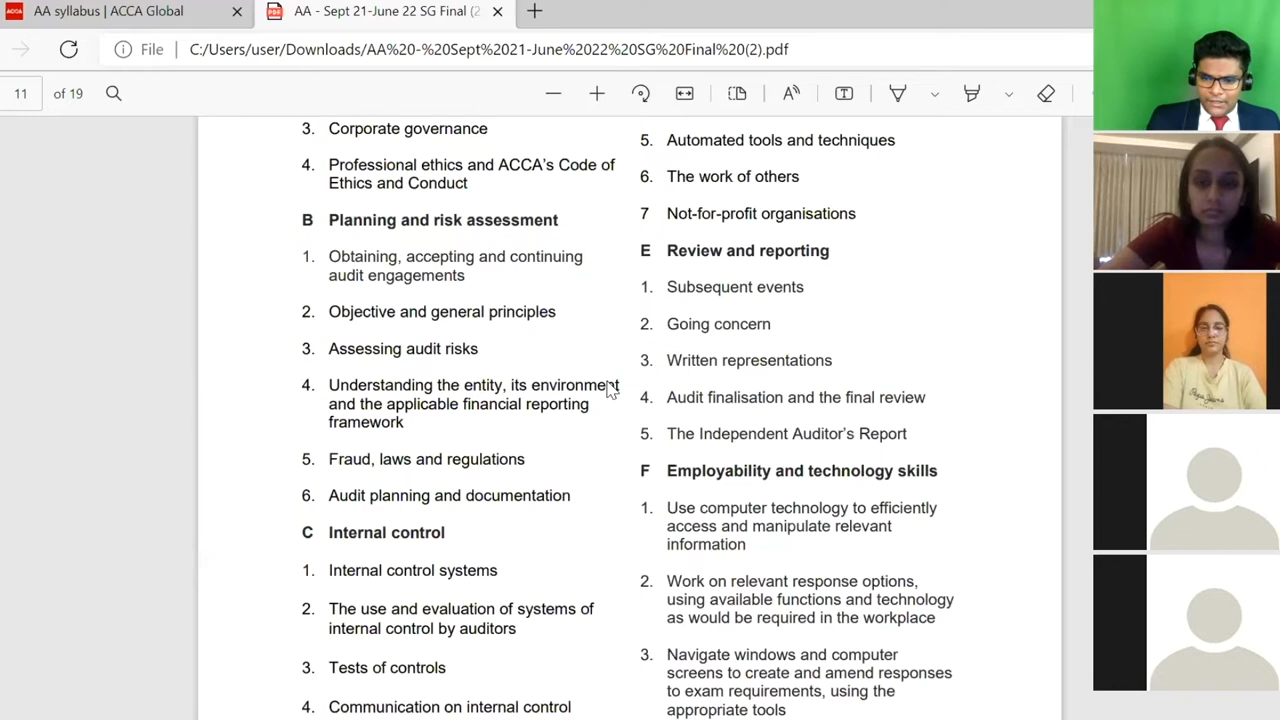 AA syllabus | ACCA Global
AA - Sept 21-June 22 SG Final (2
File
C:/Users/user/Downloads/AA%20-%20Sept%2021-June%2022%20SG%20Final%20(2).pdf
11
of 19
3. Corporate governance
4. Professional ethics and ACCA's Code of
Ethics and Conduct
B Planning and risk assessment
1. Obtaining, accepting and continuing
audit engagements
2. Objective and general principles
3. Assessing audit risks
4. Understanding the entity, its environment
and the applicable financial reporting
framework
5. Fraud, laws and regulations
6. Audit planning and documentation
C Internal control
1. Internal control systems
2. The use and evaluation of systems of
internal control by auditors
3. Tests of controls
4. Communication on internal control
5. Automated tools and techniques
6. The work of others
7 Not-for-profit organisations
E Review and reporting
1. Subsequent events
2. Going concern
3. Written representations
4. Audit finalisation and the final review
5. The Independent Auditor's Report
F Employability and technology skills
1. Use computer technology to efficiently
access and manipulate relevant
information
2. Work on relevant response options,
using available functions and technology
as would be required in the workplace
3. Navigate windows and computer
screens to create and amend responses
to exam requirements, using the
appropriate tools